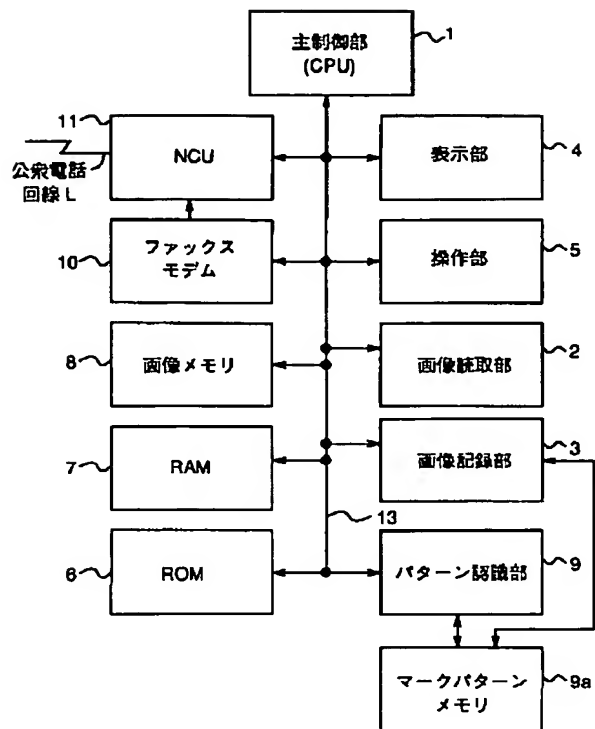 主制御部
(CPU)
1
11
NCU
公衆電話
回線 L
表示部
4
10
ファックス
モデム
操作部
5
8
画像メモリ
画像読取部
2
7
RAM
画像記録部
3
13
6
ROM
パターン認識部
9
マークパターン
メモリ
9a